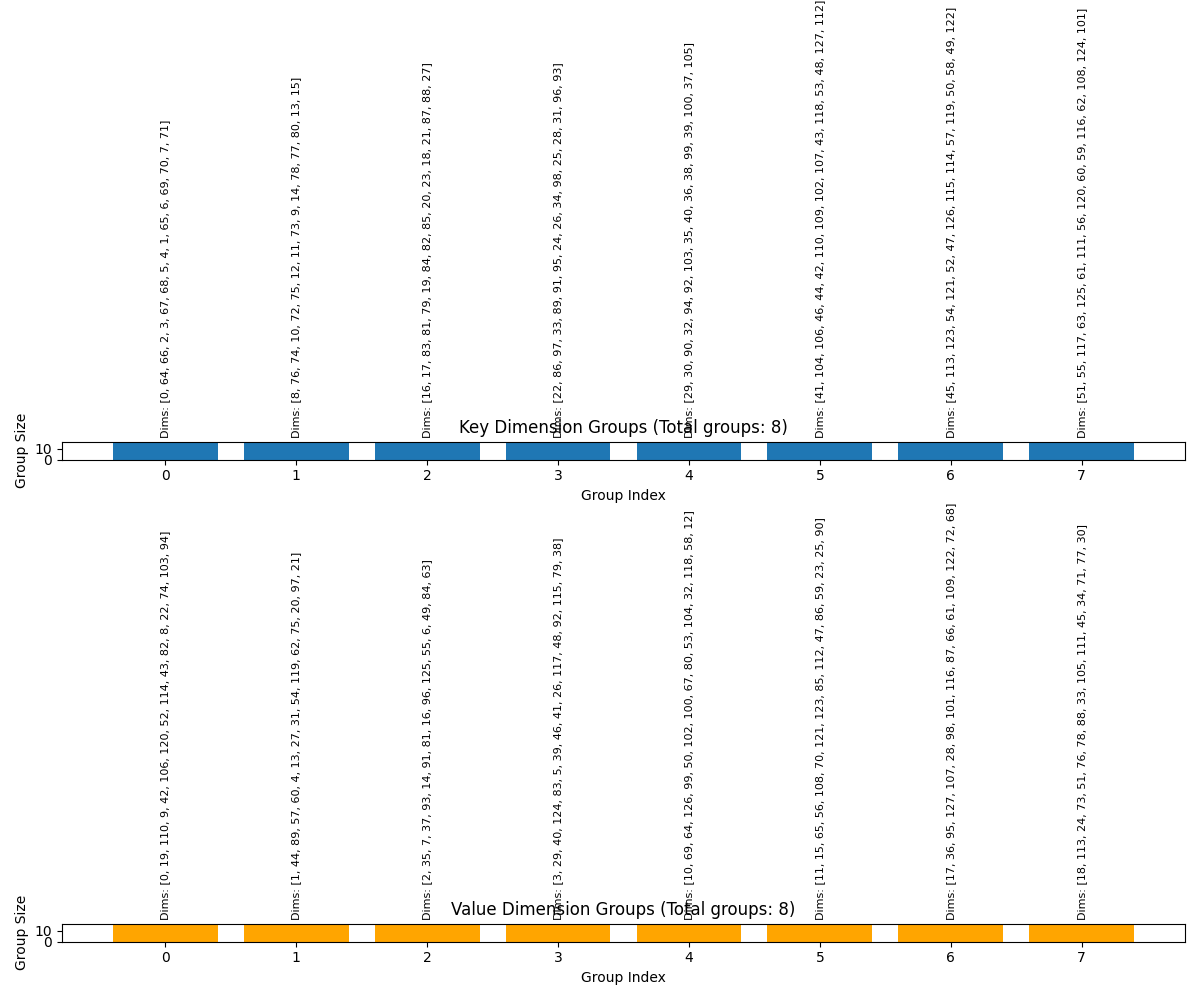 Dims: [0, 64, 66, 2, 3, 67, 68, 5, 4, 1, 65, 6, 69, 70, 7, 71]
Dims: [8, 76, 74, 10, 72, 75, 12, 11, 73, 9, 14, 78, 77, 80, 13, 15]
Dims: [16, 17, 83, 81, 79, 19, 84, 82, 85, 20, 23, 18, 21, 87, 88, 27]
Dims: [22, 86, 97, 33, 89, 91, 95, 24, 26, 34, 98, 25, 28, 31, 96, 93]
Dims: [29, 30, 90, 32, 94, 92, 103, 35, 40, 36, 38, 99, 39, 100, 37, 105]
Dims: [41, 104, 106, 46, 44, 42, 110, 109, 102, 107, 43, 118, 53, 48, 127, 112]
Dims: [45, 113, 123, 54, 121, 52, 47, 126, 115, 114, 57, 119, 50, 58, 49, 122]
Dims: [51, 55, 117, 63, 125, 61, 111, 56, 120, 60, 59, 116, 62, 108, 124, 101]
Key Dimension Groups (Total groups: 8)
Group Size
10
0
0 1 2 3 4 5 6 7
Group Index
Dims: [0, 19, 110, 9, 42, 106, 120, 52, 114, 43, 82, 8, 22, 74, 103, 94]
Dims: [1, 44, 89, 57, 60, 4, 13, 27, 31, 54, 119, 62, 75, 20, 97, 21]
Dims: [2, 35, 7, 37, 93, 14, 91, 81, 16, 96, 125, 55, 6, 49, 84, 63]
Dims: [3, 29, 40, 124, 83, 5, 39, 46, 41, 26, 117, 48, 92, 115, 79, 38]
Dims: [10, 69, 64, 126, 99, 50, 102, 100, 67, 80, 53, 104, 32, 118, 58, 12]
Dims: [11, 15, 65, 56, 108, 70, 121, 123, 85, 112, 47, 86, 59, 23, 25, 90]
Dims: [17, 36, 95, 127, 107, 28, 98, 101, 116, 87, 66, 61, 109, 122, 72, 68]
Dims: [18, 113, 24, 73, 51, 76, 78, 88, 33, 105, 111, 45, 34, 71, 77, 30]
Value Dimension Groups (Total groups: 8)
Group Size
10
0
0 1 2 3 4 5 6 7
Group Index